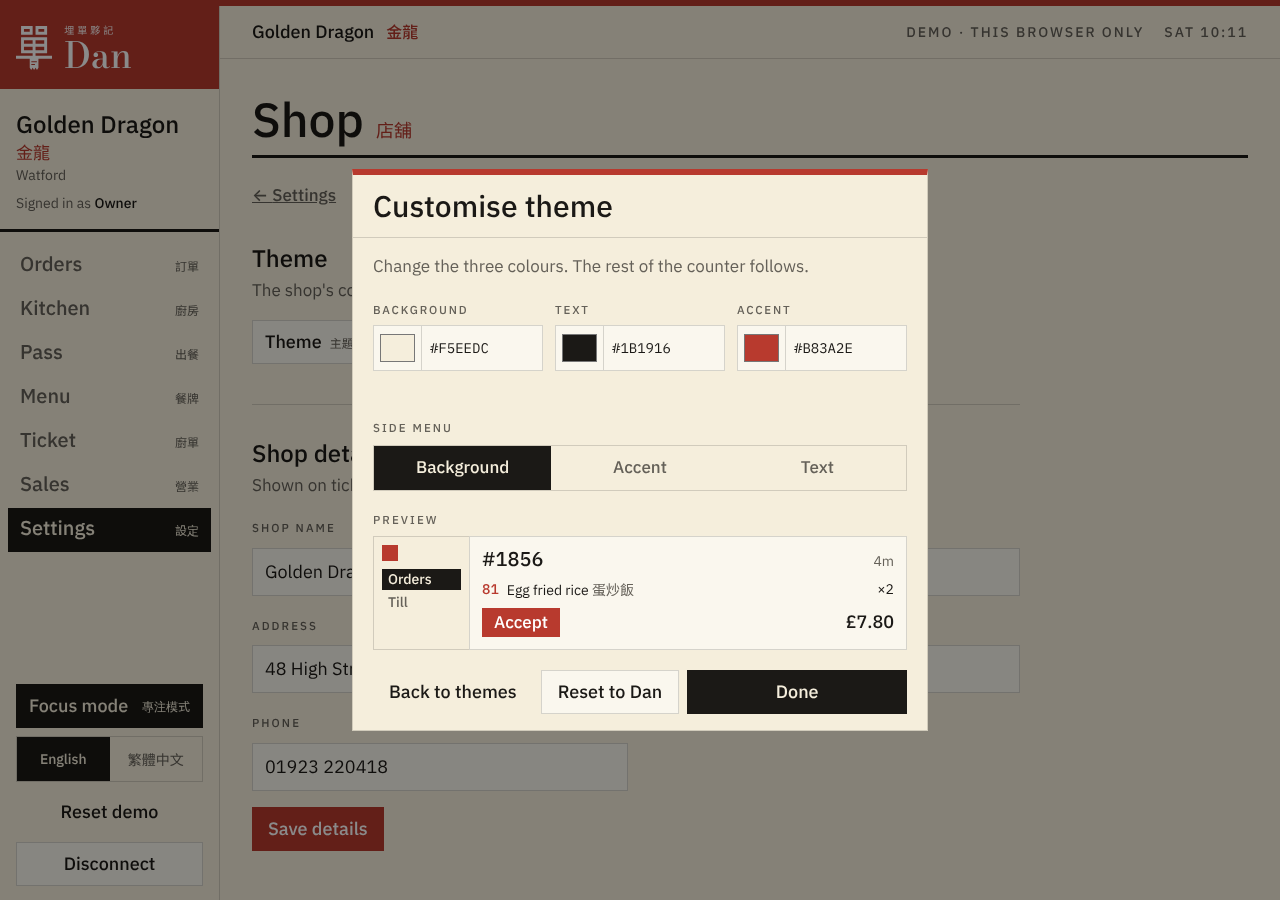 單 埋單夥記
Dan
Golden Dragon 金龍
DEMO · THIS BROWSER ONLY SAT 10:11
Golden Dragon
金龍
Watford
Signed in as Owner
Orders 訂單
Kitchen 廚房
Pass 出餐
Menu 餐牌
Ticket 廚單
Sales 營業
Settings 設定
Focus mode 專注模式
English 繁體中文
Reset demo
Disconnect
Shop 店舖
← Settings
Theme
The shop's co
Theme 主題
Shop deta
Shown on tick
SHOP NAME
Golden Dra
ADDRESS
48 High Str
PHONE
01923 220418
Save details
Customise theme
Change the three colours. The rest of the counter follows.
BACKGROUND TEXT ACCENT
#F5EEDC #1B1916 #B83A2E
SIDE MENU
Background Accent Text
PREVIEW
Orders
Till
#1856 4m
81 Egg fried rice 蛋炒飯 ×2
Accept £7.80
Back to themes Reset to Dan Done